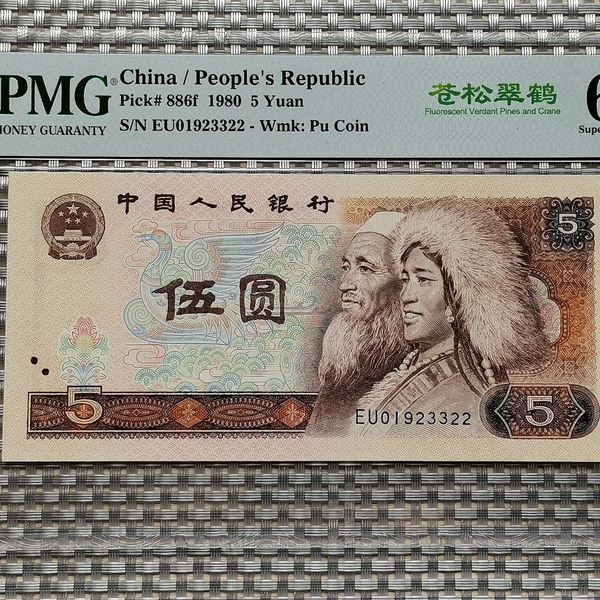 PMG
MONEY GUARANTY
China / People's Republic
Pick# 886f 1980 5 Yuan
S/N EU01923322 - Wmk: Pu Coin
苍松翠鹤
Fluorescent Verdant Pines and Crane
6
中国人民银行
伍圆
5
5
EU01923322
5